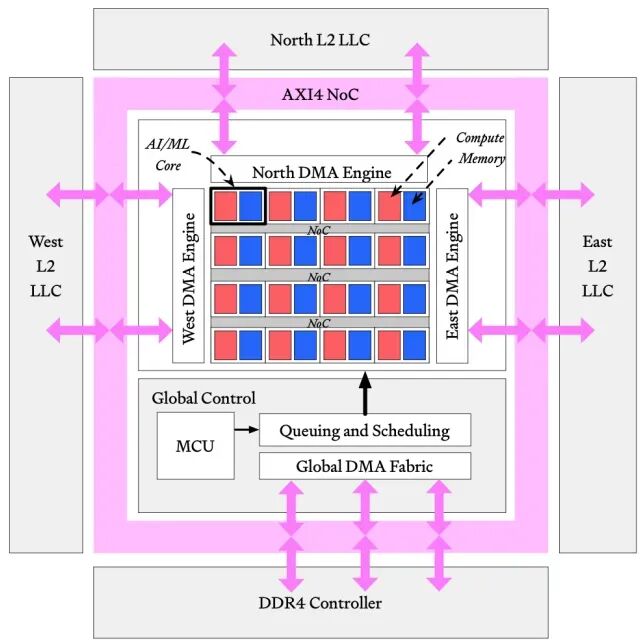 North L2 LLC
AXI4 NoC
AI/ML
Core
Compute
Memory
North DMA Engine
West DMA Engine
East DMA Engine
NoC
NoC
NoC
West
L2
LLC
East
L2
LLC
Global Control
MCU
Queuing and Scheduling
Global DMA Fabric
DDR4 Controller